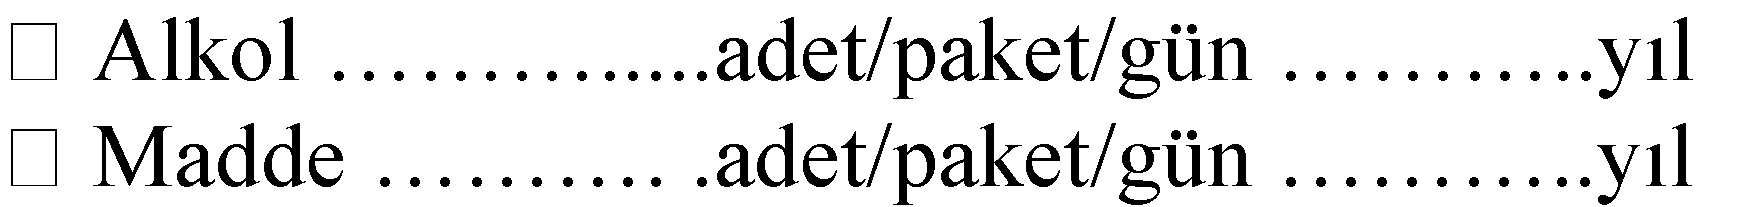 □ Alkol ……….....adet/paket/gün ………..yıl
□ Madde ………. .adet/paket/gün ………..yıl